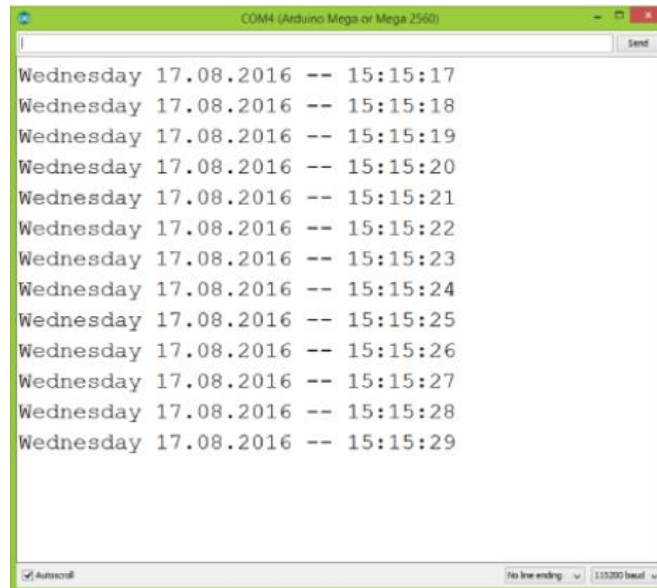 COM4 (Arduino Mega or Mega 2560)
Send
Wednesday 17.08.2016 -- 15:15:17
Wednesday 17.08.2016 -- 15:15:18
Wednesday 17.08.2016 -- 15:15:19
Wednesday 17.08.2016 -- 15:15:20
Wednesday 17.08.2016 -- 15:15:21
Wednesday 17.08.2016 -- 15:15:22
Wednesday 17.08.2016 -- 15:15:23
Wednesday 17.08.2016 -- 15:15:24
Wednesday 17.08.2016 -- 15:15:25
Wednesday 17.08.2016 -- 15:15:26
Wednesday 17.08.2016 -- 15:15:27
Wednesday 17.08.2016 -- 15:15:28
Wednesday 17.08.2016 -- 15:15:29
Autoscroll No line ending 115200 baud